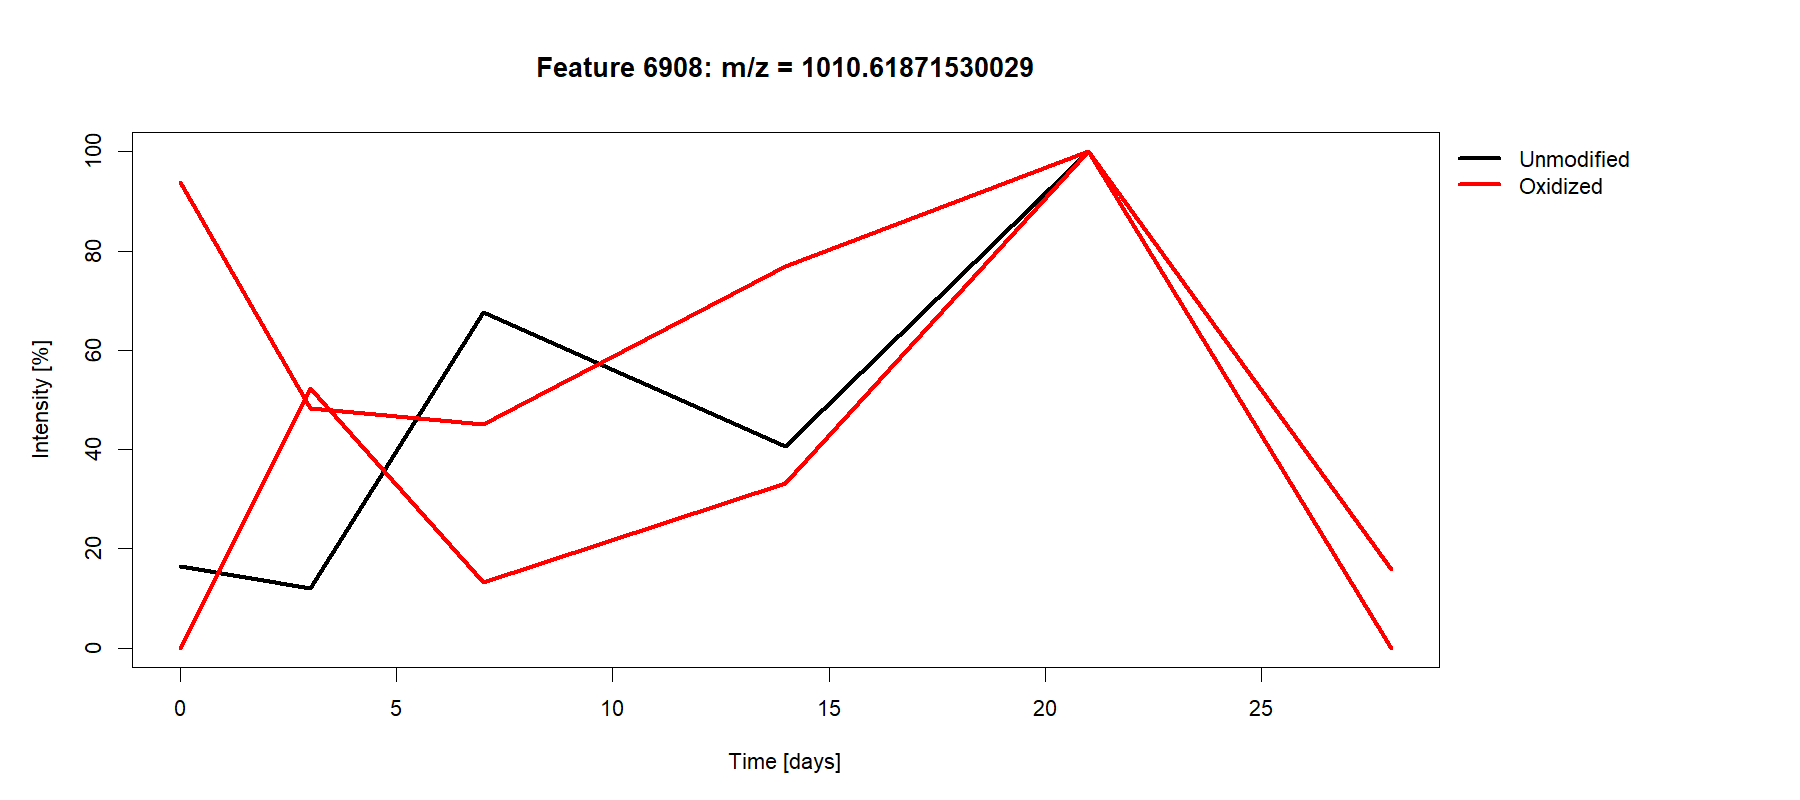 Feature 6908: m/z = 1010.61871530029
Unmodified
Oxidized
Intensity [%]
100
80
60
40
20
0
0 5 10 15 20 25
Time [days]